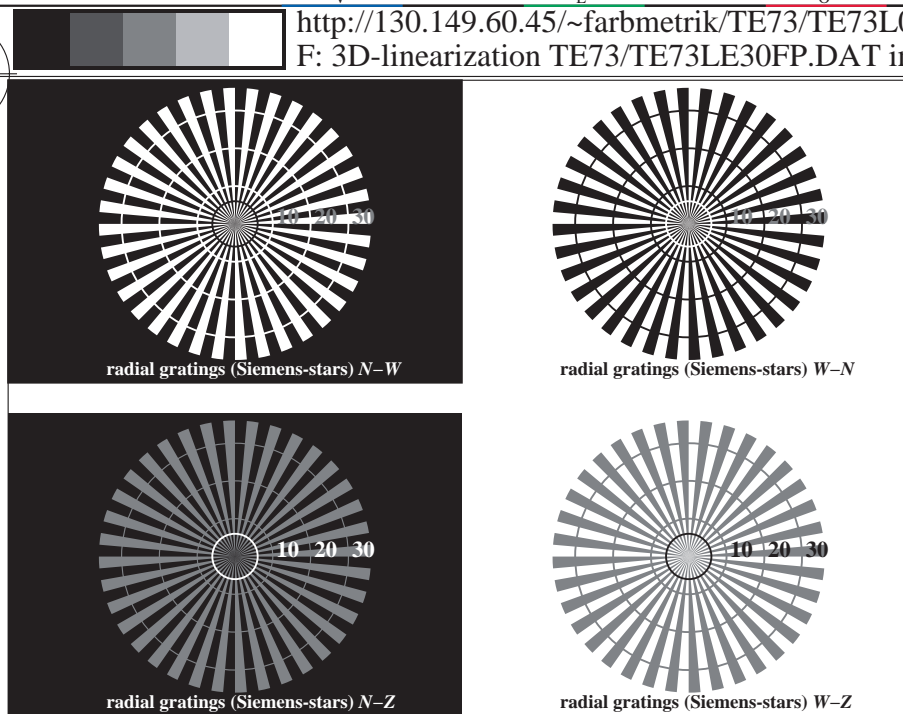 http://130.149.60.45/~farbmetrik/TE73/TE73L0
F: 3D-linearization TE73/TE73LE30FP.DAT in
10 20 30
radial gratings (Siemens-stars) N–W
10 20 30
radial gratings (Siemens-stars) W–N
10 20 30
radial gratings (Siemens-stars) N–Z
10 20 30
radial gratings (Siemens-stars) W–Z